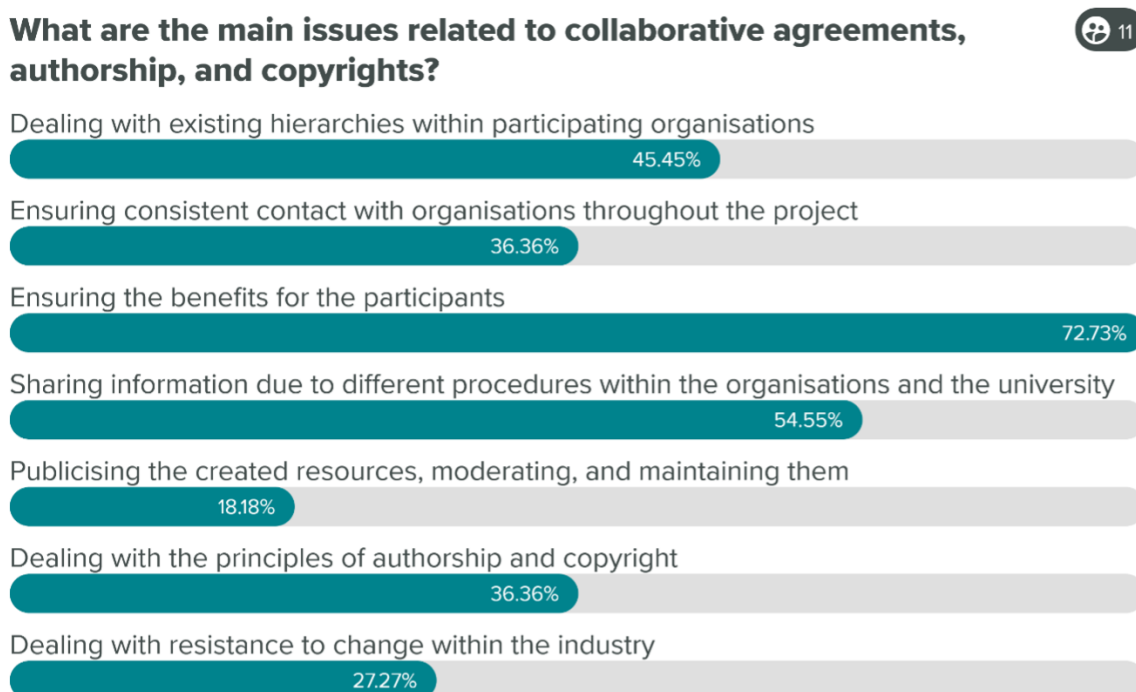 What are the main issues related to collaborative agreements,
authorship, and copyrights?
11
Dealing with existing hierarchies within participating organisations
45.45%
Ensuring consistent contact with organisations throughout the project
36.36%
Ensuring the benefits for the participants
72.73%
Sharing information due to different procedures within the organisations and the university
54.55%
Publicising the created resources, moderating, and maintaining them
18.18%
Dealing with the principles of authorship and copyright
36.36%
Dealing with resistance to change within the industry
27.27%